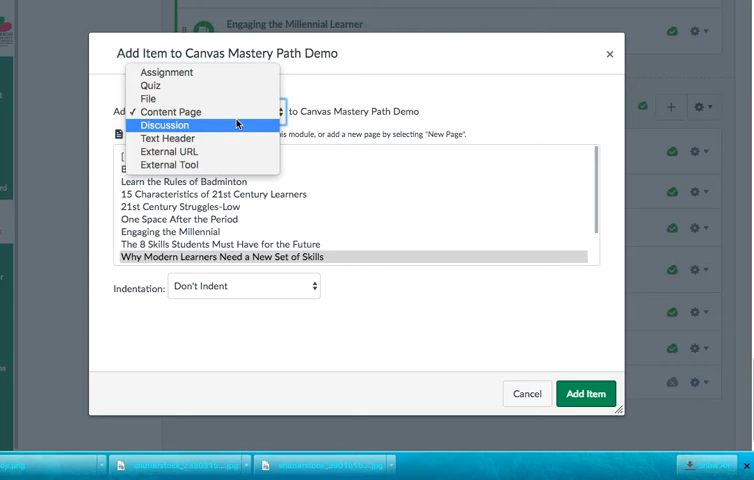 Engaging the Millennial Learner
Add Item to Canvas Mastery Path Demo
×
Assignment
Quiz
File
Ad ✓ Content Page to Canvas Mastery Path Demo
Discussion
his module, or add a new page by selecting "New Page".
Text Header
External URL
[
B
External Tool
Learn the Rules of Badminton
15 Characteristics of 21st Century Learners
21st Century Struggles-Low
One Space After the Period
Engaging the Millennial
The 8 Skills Students Must Have for the Future
Why Modern Learners Need a New Set of Skills
Indentation: Don't Indent
Cancel Add Item